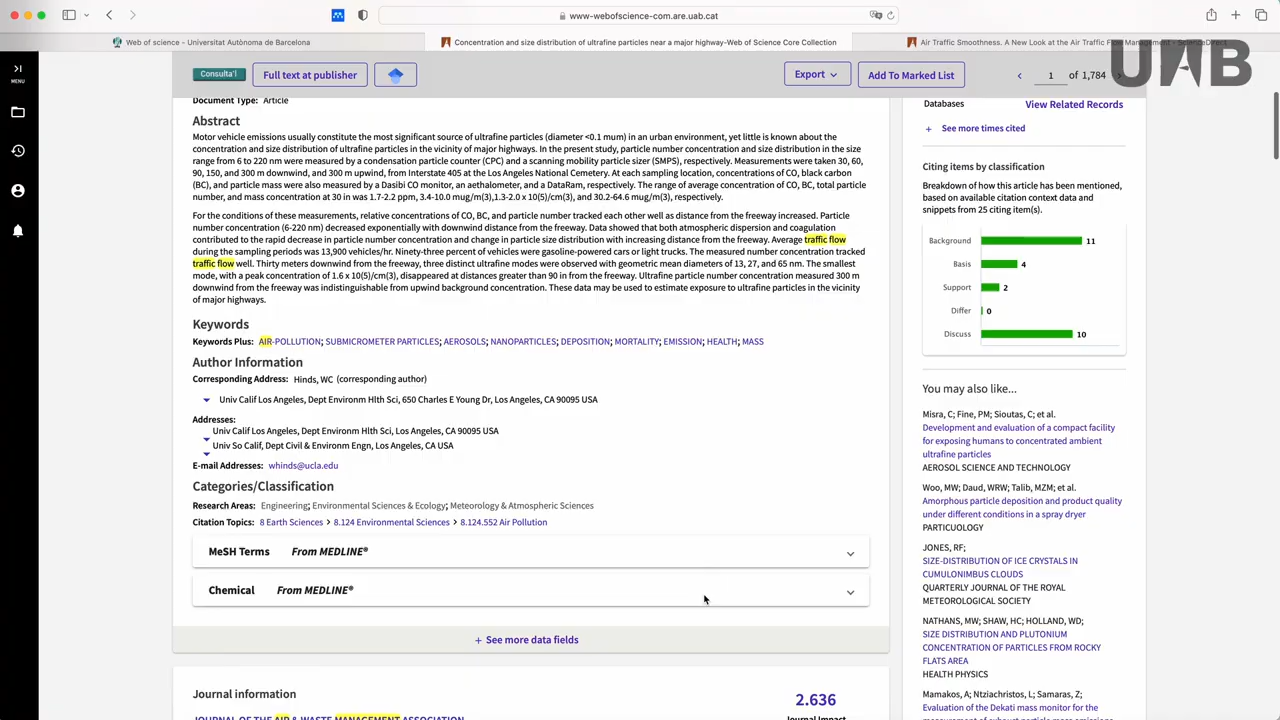 www-webofscience-com.are.uab.cat
Web of science - Universitat Autònoma de Barcelona
Concentration and size distribution of ultrafine particles near a major highway-Web of Science Core Collection
Air Traffic Smoothness. A New Look at the Air Traffic Flow Management - ScienceDirect
UAB
MENU
Consulta'l
Full text at publisher
Export
Add To Marked List
1 of 1,784
Document Type: Article
Abstract
Motor vehicle emissions usually constitute the most significant source of ultrafine particles (diameter <0.1 mum) in an urban environment, yet little is known about the
concentration and size distribution of ultrafine particles in the vicinity of major highways. In the present study, particle number concentration and size distribution in the size
range from 6 to 220 nm were measured by a condensation particle counter (CPC) and a scanning mobility particle sizer (SMPS), respectively. Measurements were taken 30, 60,
90, 150, and 300 m downwind, and 300 m upwind, from Interstate 405 at the Los Angeles National Cemetery. At each sampling location, concentrations of CO, black carbon
(BC), and particle mass were also measured by a Dasibi CO monitor, an aethalometer, and a DataRam, respectively. The range of average concentration of CO, BC, total particle
number, and mass concentration at 30 in was 1.7-2.2 ppm, 3.4-10.0 mug/m(3),1.3-2.0 x 10(5)/cm(3), and 30.2-64.6 mug/m(3), respectively.
For the conditions of these measurements, relative concentrations of CO, BC, and particle number tracked each other well as distance from the freeway increased. Particle
number concentration (6-220 nm) decreased exponentially with downwind distance from the freeway. Data showed that both atmospheric dispersion and coagulation
contributed to the rapid decrease in particle number concentration and change in particle size distribution with increasing distance from the freeway. Average traffic flow
during the sampling periods was 13,900 vehicles/hr. Ninety-three percent of vehicles were gasoline-powered cars or light trucks. The measured number concentration tracked
traffic flow well. Thirty meters downwind from the freeway, three distinct ultrafine modes were observed with geometric mean diameters of 13, 27, and 65 nm. The smallest
mode, with a peak concentration of 1.6 x 10(5)/cm(3), disappeared at distances greater than 90 in from the freeway. Ultrafine particle number concentration measured 300 m
downwind from the freeway was indistinguishable from upwind background concentration. These data may be used to estimate exposure to ultrafine particles in the vicinity
of major highways.
Keywords
Keywords Plus: AIR-POLLUTION; SUBMICROMETER PARTICLES; AEROSOLS; NANOPARTICLES; DEPOSITION; MORTALITY; EMISSION; HEALTH; MASS
Author Information
Corresponding Address: Hinds, WC (corresponding author)
Univ Calif Los Angeles, Dept Environm Hlth Sci, 650 Charles E Young Dr, Los Angeles, CA 90095 USA
Addresses:
Univ Calif Los Angeles, Dept Environm Hlth Sci, Los Angeles, CA 90095 USA
Univ So Calif, Dept Civil & Environm Engn, Los Angeles, CA USA
E-mail Addresses: whinds@ucla.edu
Categories/Classification
Research Areas: Engineering; Environmental Sciences & Ecology; Meteorology & Atmospheric Sciences
Citation Topics: 8 Earth Sciences > 8.124 Environmental Sciences > 8.124.552 Air Pollution
MeSH Terms From MEDLINE®
Chemical From MEDLINE®
+ See more data fields
Journal information
JOURNAL OF THE AIR & WASTE MANAGEMENT ASSOCIATION
2.636
Journal Impact
Databases
View Related Records
+ See more times cited
Citing items by classification
Breakdown of how this article has been mentioned,
based on available citation context data and
snippets from 25 citing item(s).
Background 11
Basis 4
Support 2
Differ 0
Discuss 10
You may also like...
Misra, C; Fine, PM; Sioutas, C; et al.
Development and evaluation of a compact facility
for exposing humans to concentrated ambient
ultrafine particles
AEROSOL SCIENCE AND TECHNOLOGY
Woo, MW; Daud, WRW; Talib, MZM; et al.
Amorphous particle deposition and product quality
under different conditions in a spray dryer
PARTICUOLOGY
JONES, RF;
SIZE-DISTRIBUTION OF ICE CRYSTALS IN
CUMULONIMBUS CLOUDS
QUARTERLY JOURNAL OF THE ROYAL
METEOROLOGICAL SOCIETY
NATHANS, MW; SHAW, HC; HOLLAND, WD;
SIZE DISTRIBUTION AND PLUTONIUM
CONCENTRATION OF PARTICLES FROM ROCKY
FLATS AREA
HEALTH PHYSICS
Mamakos, A; Ntziachristos, L; Samaras, Z;
Evaluation of the Dekati mass monitor for the